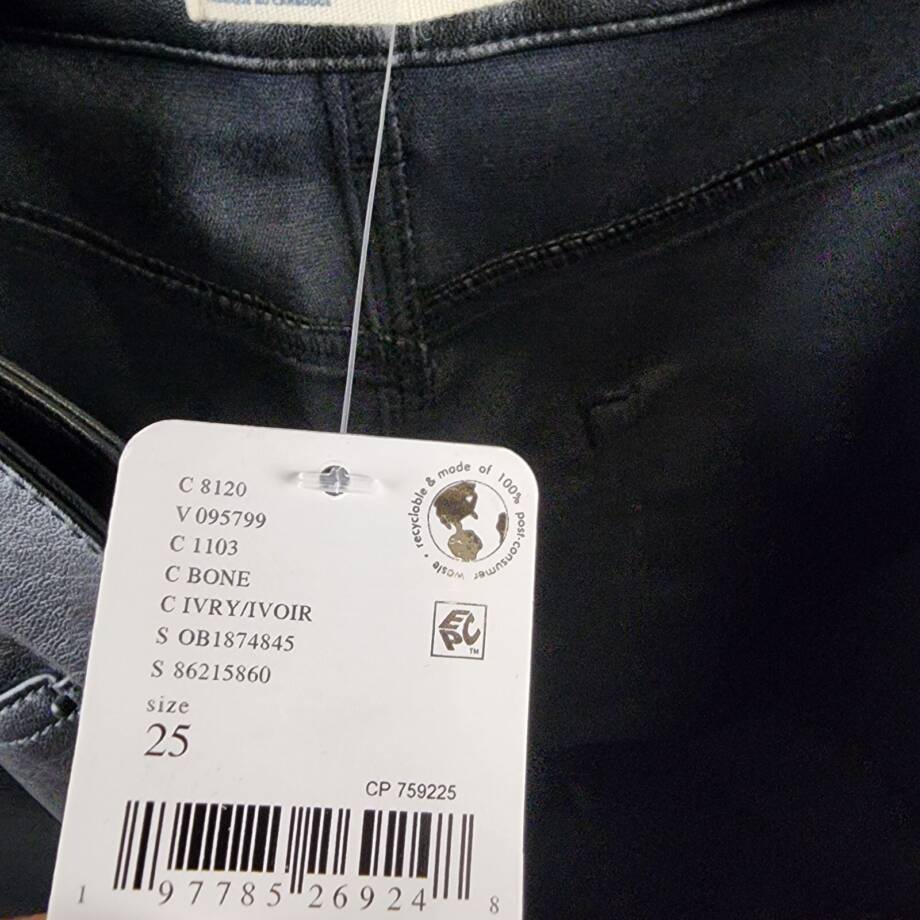 C 8120
V 095799
C 1103
C BONE
C IVRY/IVOIR
S OB1874845
S 86215860
size
25
recyclable & made of 100% post-consumer waste •
EPC
TM
CP 759225
1 97785 26924 8